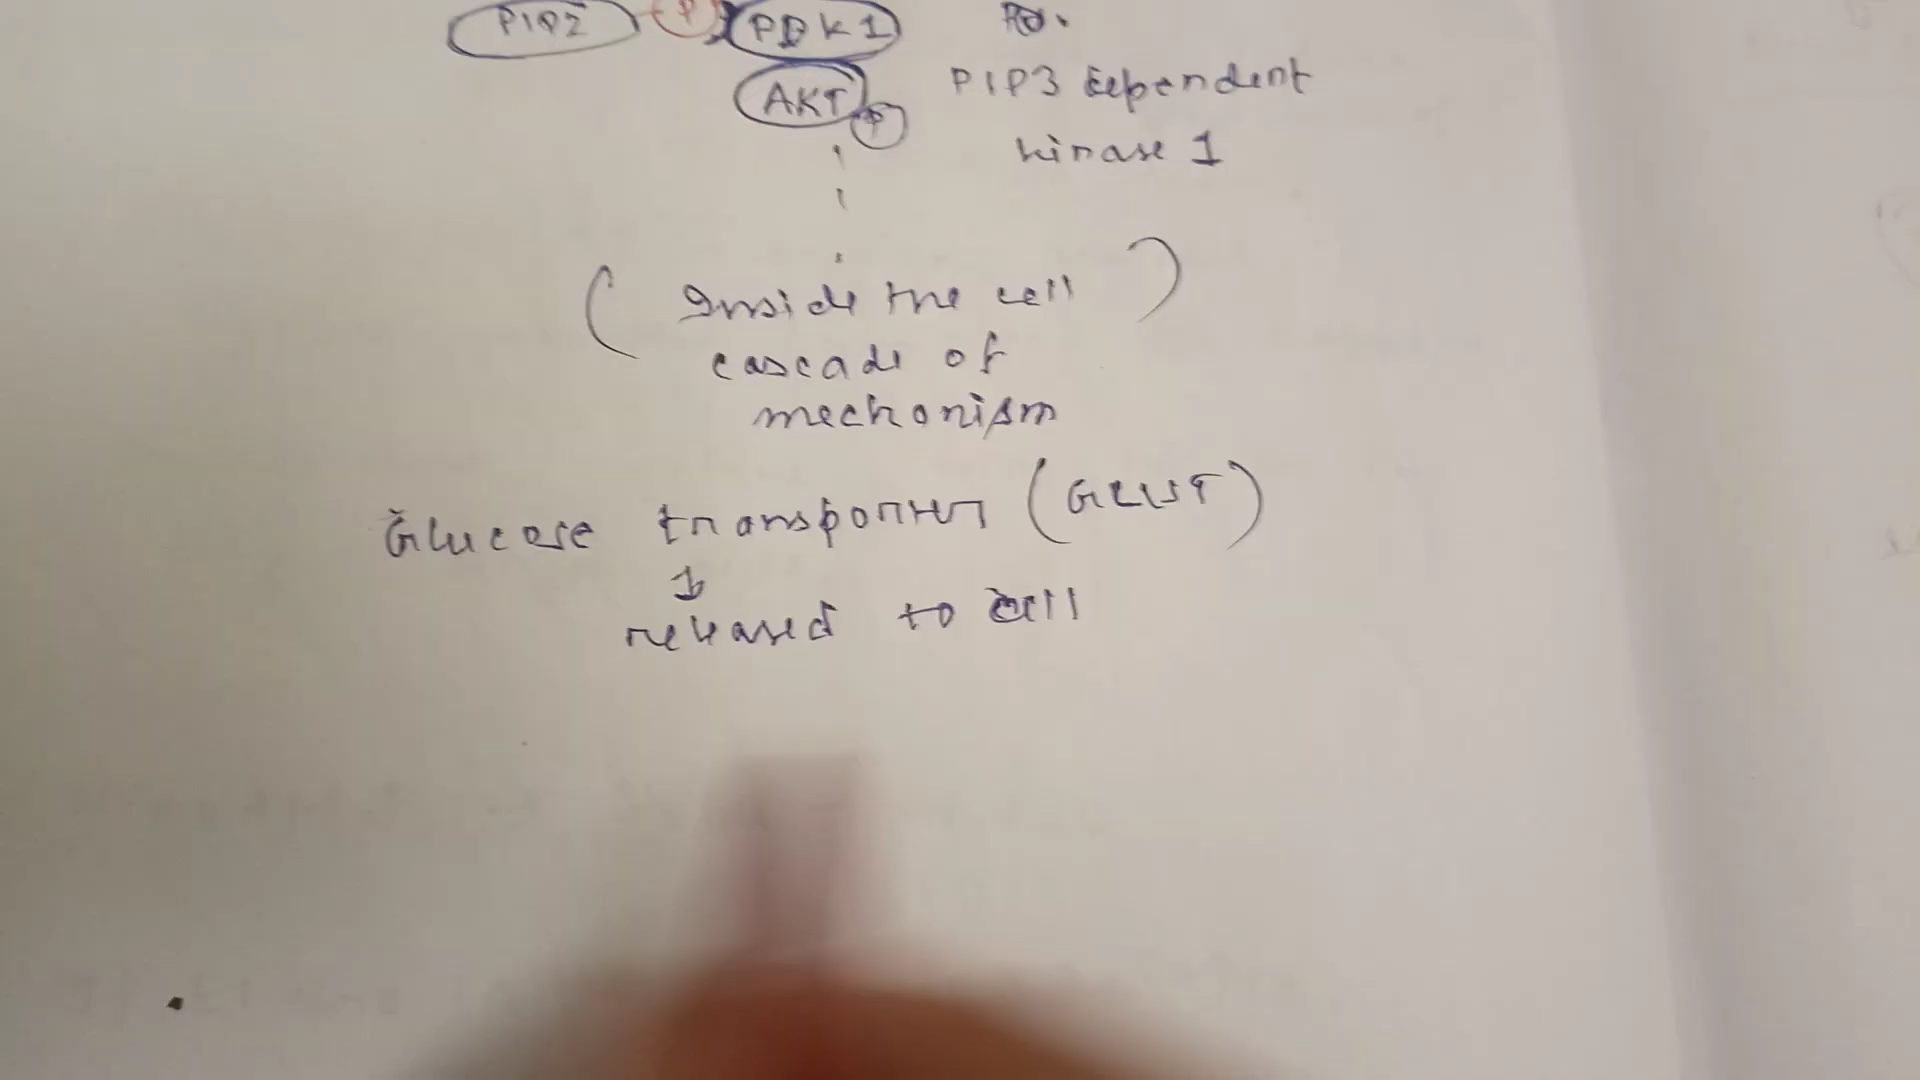 PIP2 P PDK1
AKT P
PIP3 dependent
kinase 1
( Inside the cell )
cascade of
mechanism
Glucose transporter (GLUT)
released to cell